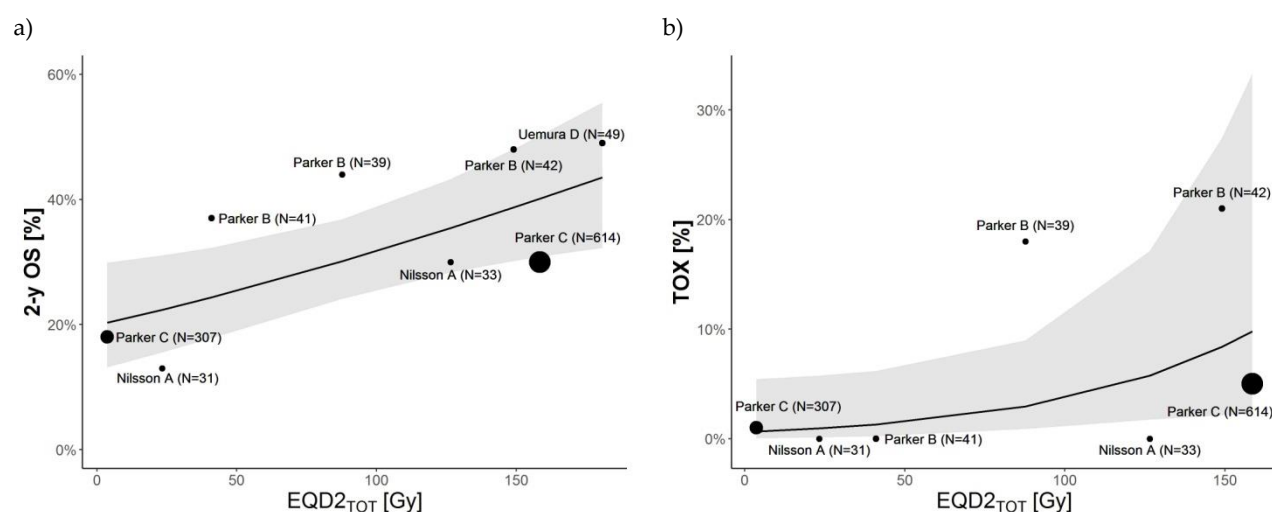 a)
60%
40%
20%
0%
2-y OS [%]
Uemura D (N=49)
Parker B (N=39)
Parker B (N=42)
Parker B (N=41)
Parker C (N=614)
Nilsson A (N=33)
Parker C (N=307)
Nilsson A (N=31)
0 50 100 150
EQD2TOT [Gy]
b)
30%
20%
10%
0%
TOX [%]
Parker B (N=42)
Parker B (N=39)
Parker C (N=307)
Parker C (N=614)
Nilsson A (N=31)
Parker B (N=41)
Nilsson A (N=33)
0 50 100 150
EQD2TOT [Gy]